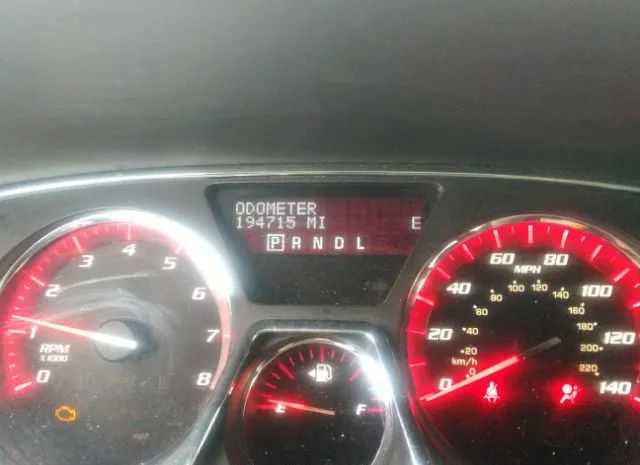 ODOMETER
194715 MI E
P R N D L
0 1 2 3 4 5 6 7 8
RPM
X1000
E F
0 20 40 60 80 100 120 140
MPH
0 20 40 60 80 100 120 140 160 180 200 220
km/h